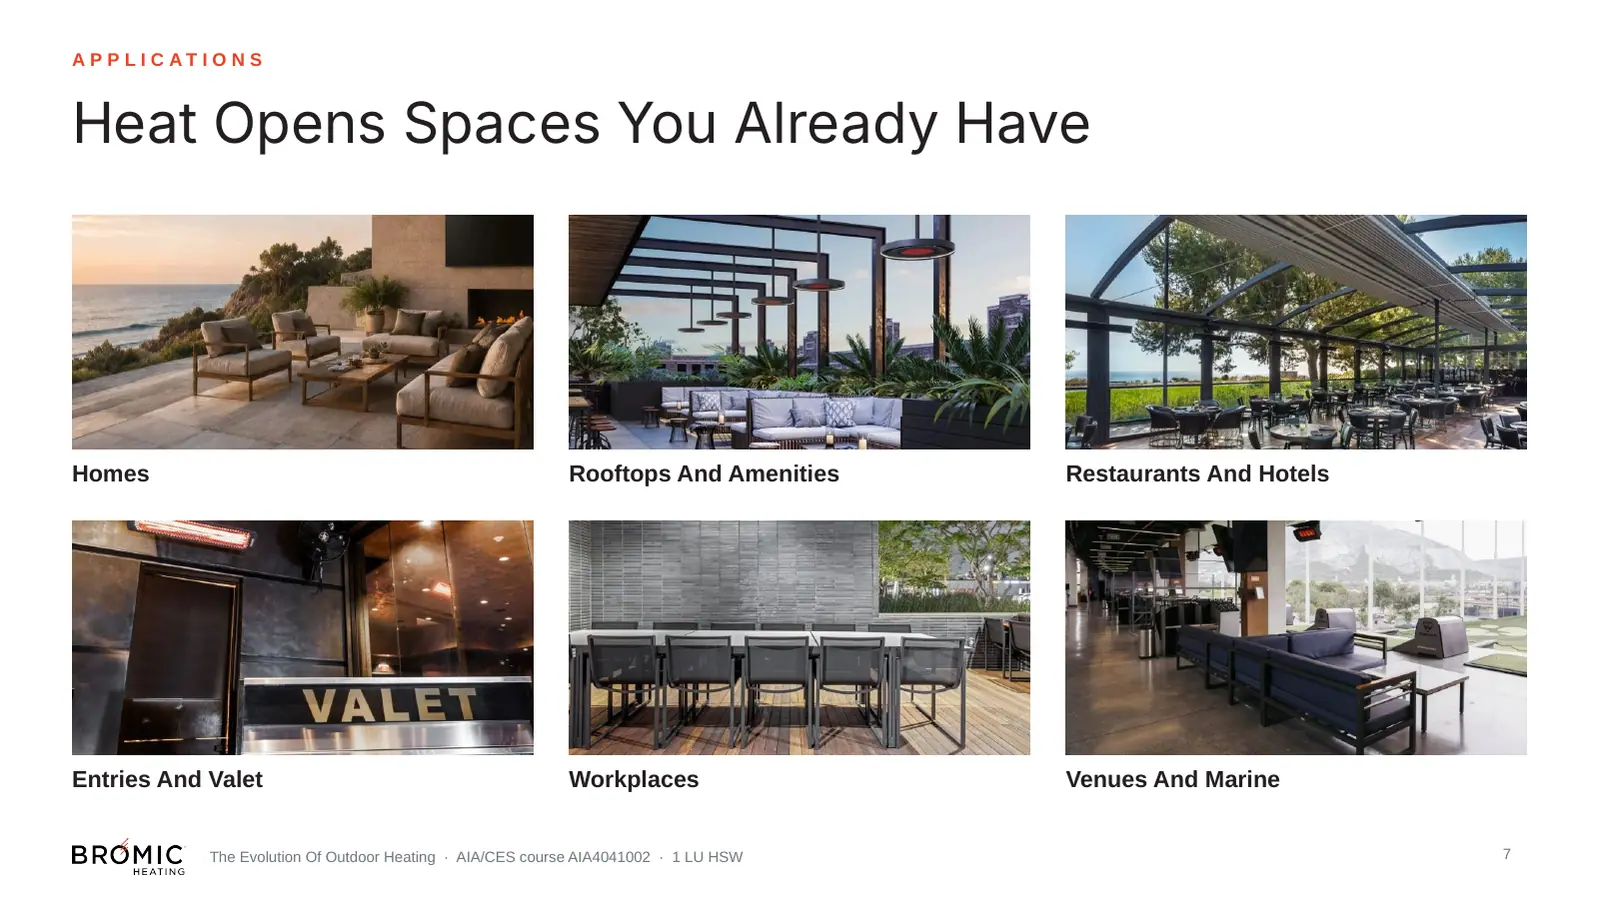 APPLICATIONS
Heat Opens Spaces You Already Have
Homes
Rooftops And Amenities
Restaurants And Hotels
VALET
Entries And Valet
Workplaces
Venues And Marine
BROMIC
HEATING
The Evolution Of Outdoor Heating · AIA/CES course AIA4041002 · 1 LU HSW
7